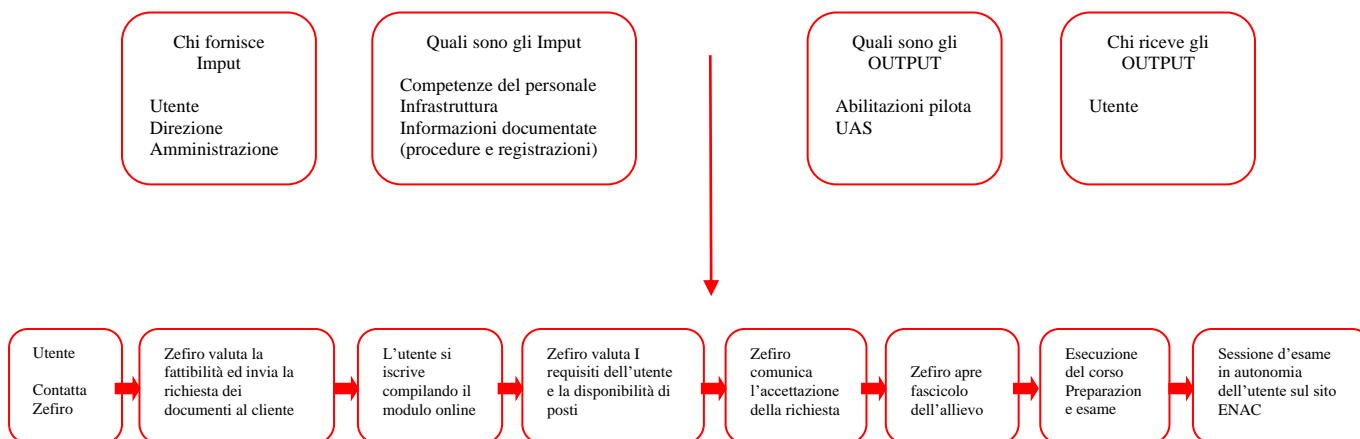 Chi fornisce
Imput
Utente
Direzione
Amministrazione
Quali sono gli Imput
Competenze del personale
Infrastruttura
Informazioni documentate
(procedure e registrazioni)
Quali sono gli
OUTPUT
Abilitazioni pilota
UAS
Chi riceve gli
OUTPUT
Utente
Utente
Contatta
Zefiro
Zefiro valuta la
fattibilità ed invia la
richiesta dei
documenti al cliente
L’utente si
iscrive
compilando il
modulo online
Zefiro valuta I
requisiti dell’utente
e la disponibilità di
posti
Zefiro
comunica
l’accettazione
della richiesta
Zefiro apre
fascicolo
dell’allievo
Esecuzione
del corso
Preparazion
e esame
Sessione d’esame
in autonomia
dell’utente sul sito
ENAC